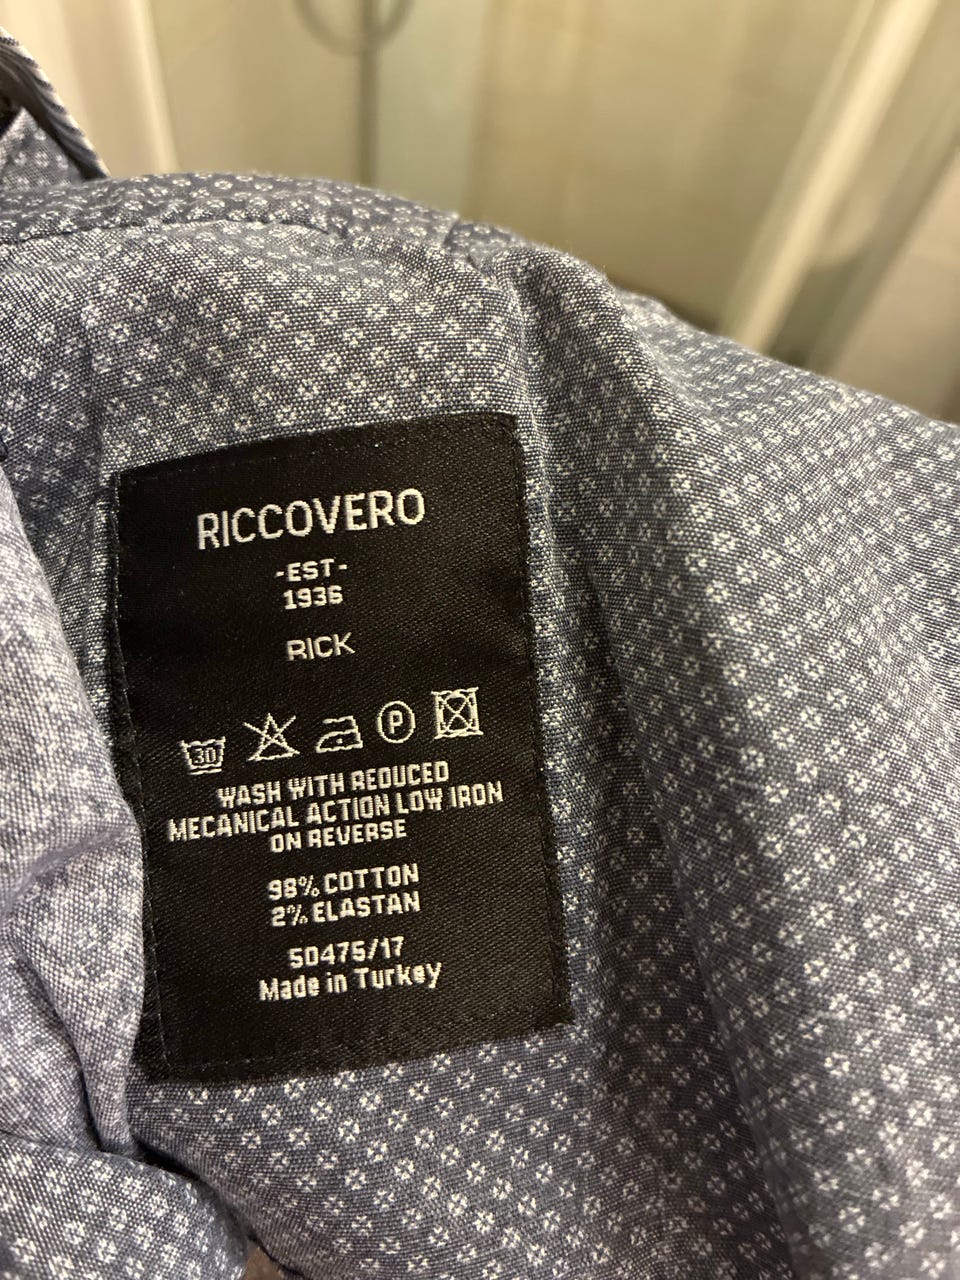 RICCOVERO
-EST-
1936
RICK
30 P
WASH WITH REDUCED
MECANICAL ACTION LOW IRON
ON REVERSE
98% COTTON
2% ELASTAN
50475/17
Made in Turkey